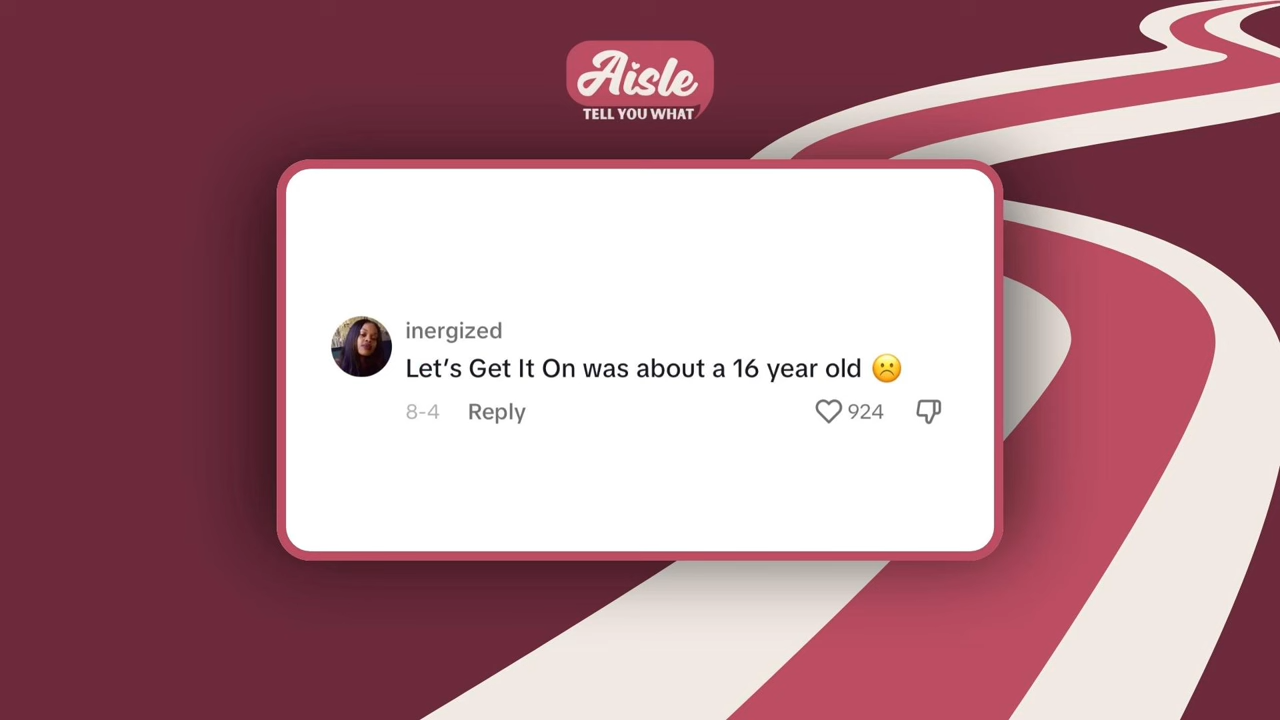 Aisle
TELL YOU WHAT
inergized
Let’s Get It On was about a 16 year old ☹️
8-4 Reply 924